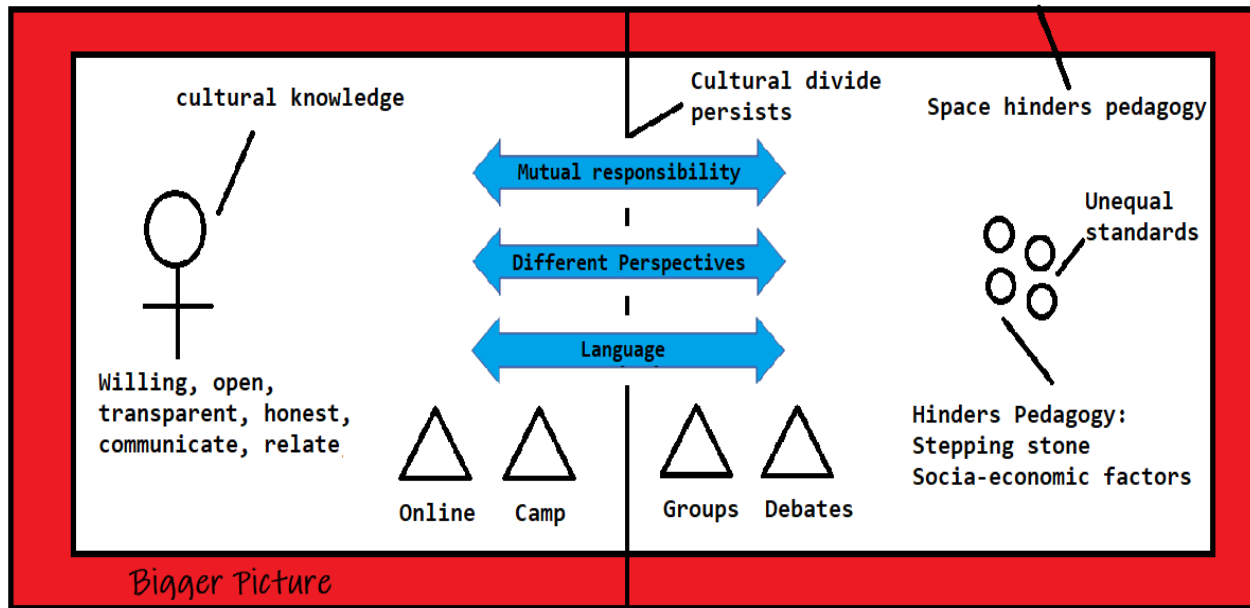 cultural knowledge
Cultural divide
persists
Space hinders pedagogy
Mutual responsibility
Different Perspectives
Language
Unequal
standards
Willing, open,
transparent, honest,
communicate, relate
Hinders Pedagogy:
Stepping stone
Socia-economic factors
Online
Camp
Groups
Debates
Bigger Picture